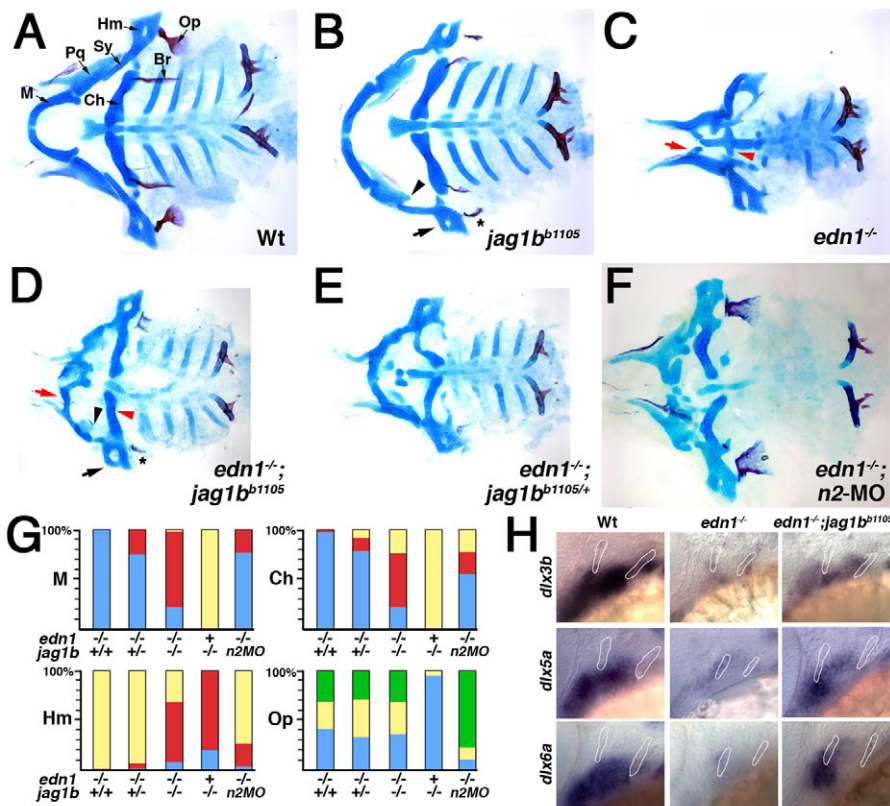 A
Hm
Op
Pq
Sy
Br
M
Ch
Wt
B
*
jag1b^b1105
C
edn1^-/-
D
*
edn1^-/-;
jag1b^b1105
E
edn1^-/-;
jag1b^b1105/+
F
edn1^-/-;
n2-MO
G
100%
M
edn1 -/- -/- -/- + -/-
jag1b +/+ +/- -/- -/- n2MO
100%
Ch
-/- -/- -/- + -/-
+/+ +/- -/- -/- n2MO
100%
Hm
edn1 -/- -/- -/- + -/-
jag1b +/+ +/- -/- -/- n2MO
100%
Op
-/- -/- -/- + -/-
+/+ +/- -/- -/- n2MO
H
Wt edn1^-/- edn1^-/-;jag1b^b1105
dlx3b
dlx5a
dlx6a